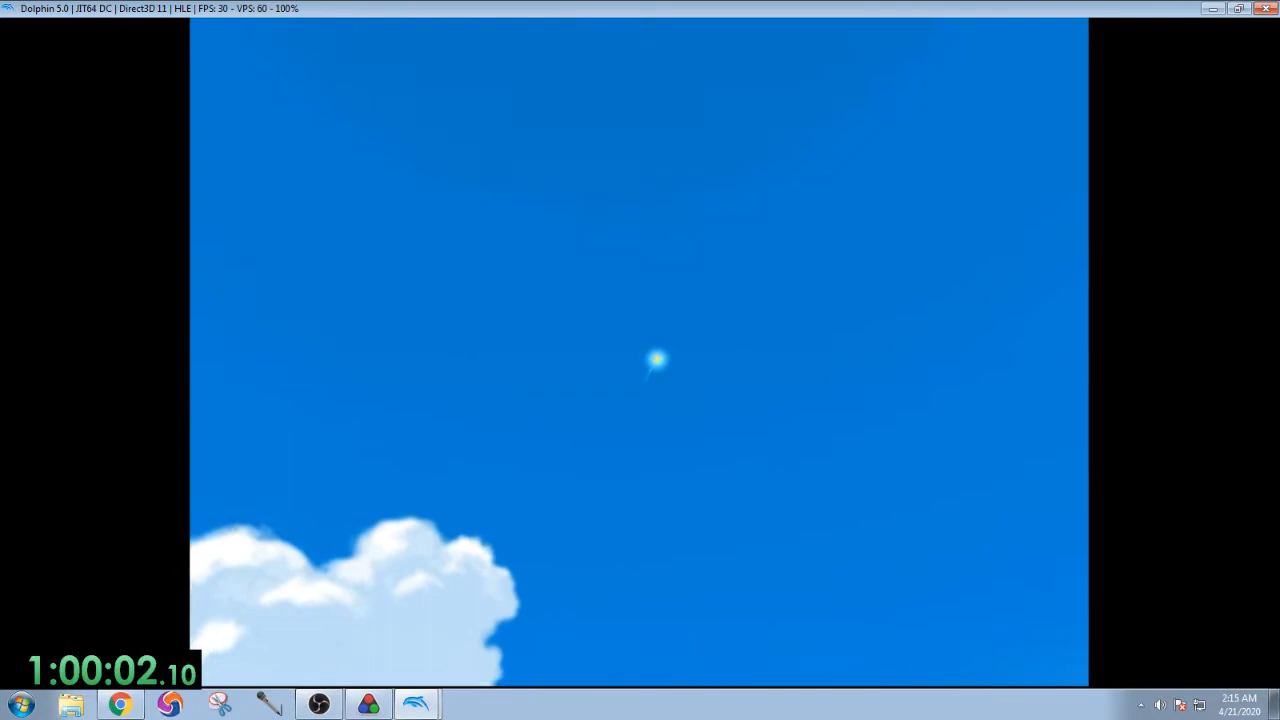 Dolphin 5.0 | JIT64 DC | Direct3D 11 | HLE | FPS: 30 - VPS: 60 - 100%
1:00:02.10
2:15 AM
4/21/2020